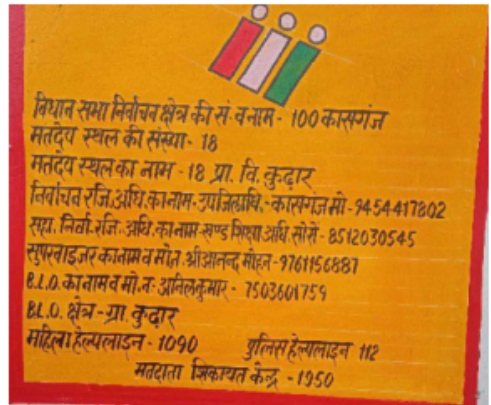 विधान सभा निर्वाचन क्षेत्र की सं. व नाम - 100 कासगंज
मतदेय स्थल की संख्या - 18
मतदेय स्थल का नाम - 18 प्रा. वि. कुदार
निर्वाचन रजि. अधि. का नाम - उपजिलाधि. - कासगंज मो - 9454417802
सहा. निर्वा. रजि. अधि. का नाम - खण्ड शिक्षा अधि. सोरों - 8512030545
सुपरवाइजर का नाम व मो. न. श्री आनन्द मोहन - 9761156887
B.L.O. का नाम व मो. न. अनिल कुमार - 7503601759
B.L.O. क्षेत्र - ग्रा. कुदार
महिला हेल्पलाइन - 1090 पुलिस हेल्पलाइन 112
मतदाता शिकायत केन्द्र - 1950